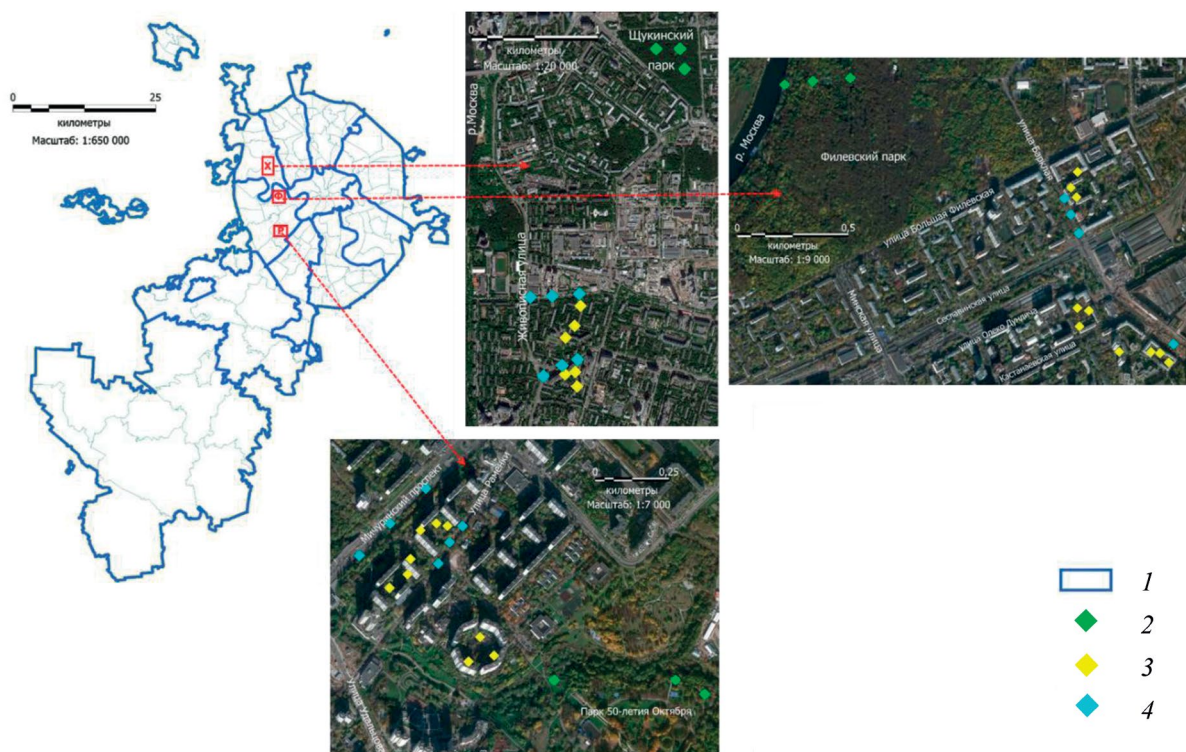 0 25
километры
Масштаб: 1:650 000
Х
Ф
Р
0 1
километры
Масштаб: 1:20 000
Щукинский
парк
р.Москва
Живописная улица
р. Москва
Филевский парк
улица Барклая
улица Большая Филевская
0 0,5
километры
Масштаб: 1:9 000
Минская улица
Сеславинская улица
улица Олеко Дундича
Кастанаевская улица
Мичуринский проспект
Улица Раменки
0 0,25
километры
Масштаб: 1:7 000
Парк 50-летия Октября
1
2
3
4